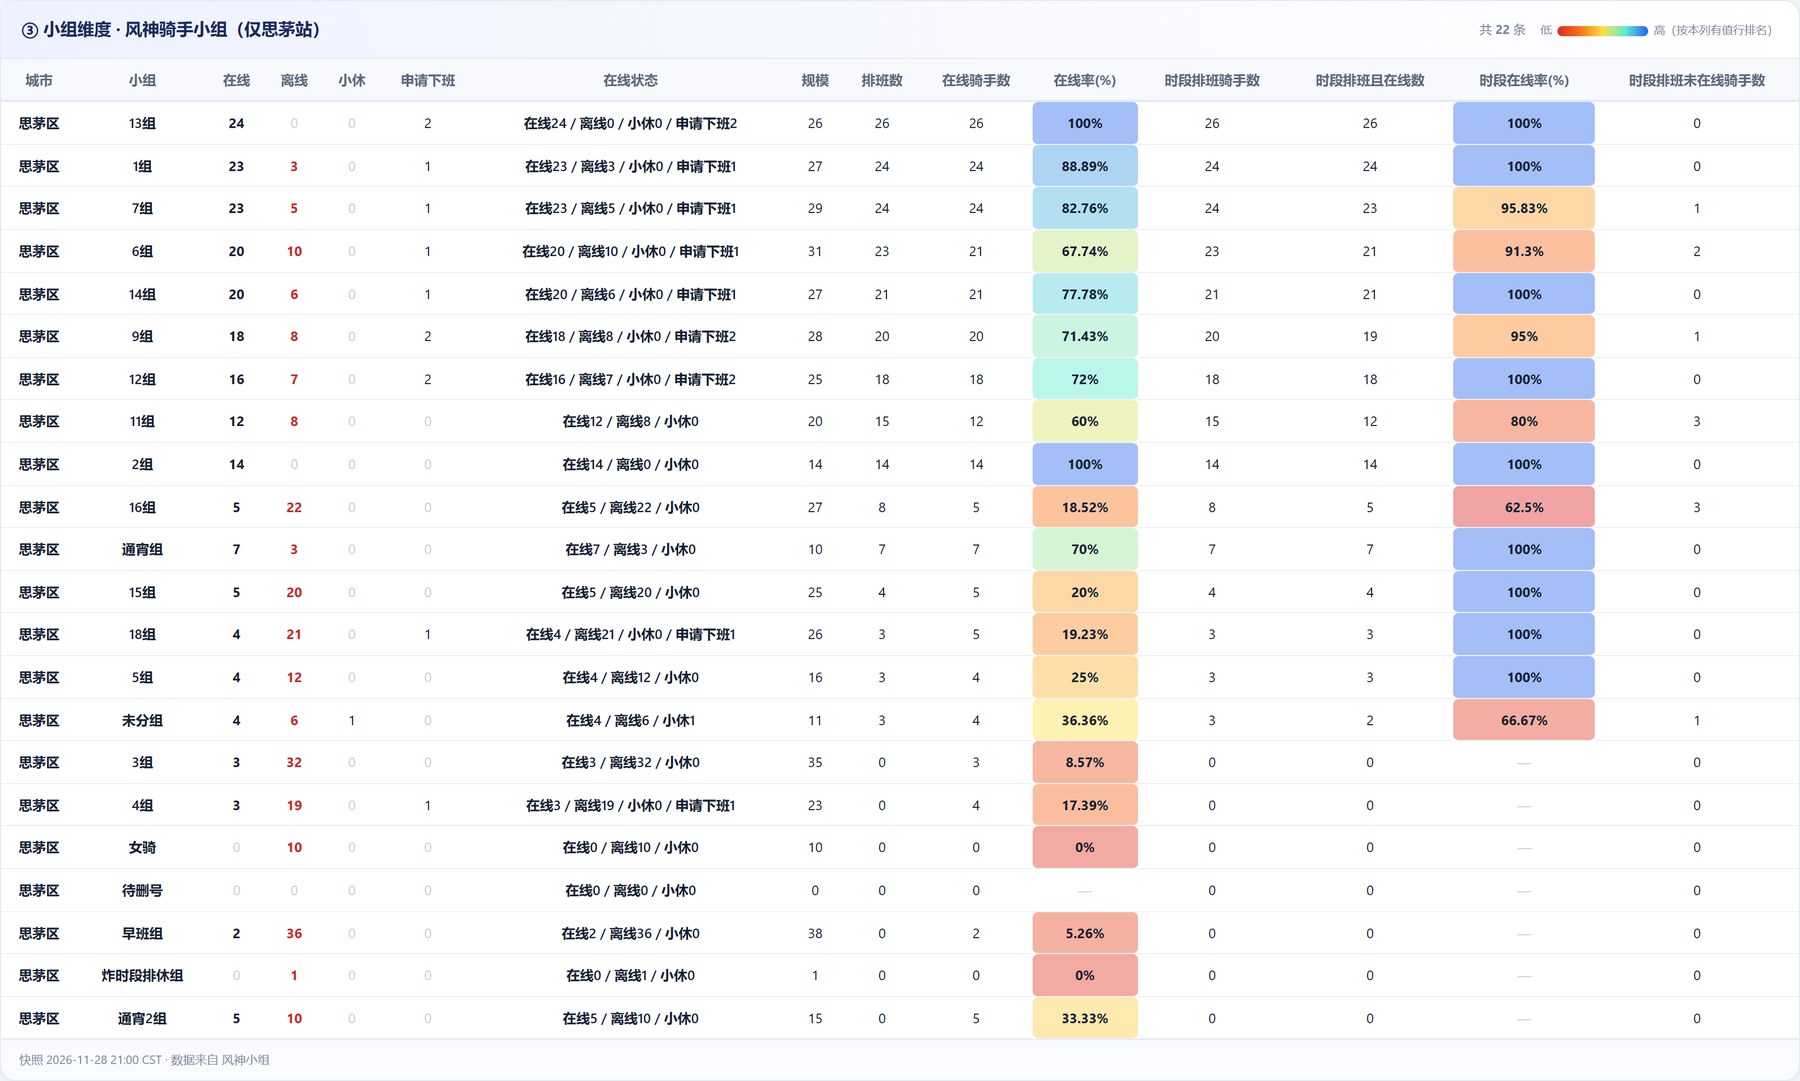 ③ 小组维度 · 风神骑手小组（仅思茅站）
共 22 条 低 高 (按本列有值行排名)
城市 小组 在线 离线 小休 申请下班 在线状态 规模 排班数 在线骑手数 在线率(%) 时段排班骑手数 时段排班且在线数 时段在线率(%) 时段排班未在线骑手数
思茅区 13组 24 0 0 2 在线24 / 离线0 / 小休0 / 申请下班2 26 26 26 100% 26 26 100% 0
思茅区 1组 23 3 0 1 在线23 / 离线3 / 小休0 / 申请下班1 27 24 24 88.89% 24 24 100% 0
思茅区 7组 23 5 0 1 在线23 / 离线5 / 小休0 / 申请下班1 29 24 24 82.76% 24 23 95.83% 1
思茅区 6组 20 10 0 1 在线20 / 离线10 / 小休0 / 申请下班1 31 23 21 67.74% 23 21 91.3% 2
思茅区 14组 20 6 0 1 在线20 / 离线6 / 小休0 / 申请下班1 27 21 21 77.78% 21 21 100% 0
思茅区 9组 18 8 0 2 在线18 / 离线8 / 小休0 / 申请下班2 28 20 20 71.43% 20 19 95% 1
思茅区 12组 16 7 0 2 在线16 / 离线7 / 小休0 / 申请下班2 25 18 18 72% 18 18 100% 0
思茅区 11组 12 8 0 0 在线12 / 离线8 / 小休0 20 15 12 60% 15 12 80% 3
思茅区 2组 14 0 0 0 在线14 / 离线0 / 小休0 14 14 14 100% 14 14 100% 0
思茅区 16组 5 22 0 0 在线5 / 离线22 / 小休0 27 8 5 18.52% 8 5 62.5% 3
思茅区 通宵组 7 3 0 0 在线7 / 离线3 / 小休0 10 7 7 70% 7 7 100% 0
思茅区 15组 5 20 0 0 在线5 / 离线20 / 小休0 25 4 5 20% 4 4 100% 0
思茅区 18组 4 21 0 1 在线4 / 离线21 / 小休0 / 申请下班1 26 3 5 19.23% 3 3 100% 0
思茅区 5组 4 12 0 0 在线4 / 离线12 / 小休0 16 3 4 25% 3 3 100% 0
思茅区 未分组 4 6 1 0 在线4 / 离线6 / 小休1 11 3 4 36.36% 3 2 66.67% 1
思茅区 3组 3 32 0 0 在线3 / 离线32 / 小休0 35 0 3 8.57% 0 0 — 0
思茅区 4组 3 19 0 1 在线3 / 离线19 / 小休0 / 申请下班1 23 0 4 17.39% 0 0 — 0
思茅区 女骑 0 10 0 0 在线0 / 离线10 / 小休0 10 0 0 0% 0 0 — 0
思茅区 待删号 0 0 0 0 在线0 / 离线0 / 小休0 0 0 0 — 0 0 — 0
思茅区 早班组 2 36 0 0 在线2 / 离线36 / 小休0 38 0 2 5.26% 0 0 — 0
思茅区 炸时段排休组 0 1 0 0 在线0 / 离线1 / 小休0 1 0 0 0% 0 0 — 0
思茅区 通宵2组 5 10 0 0 在线5 / 离线10 / 小休0 15 0 5 33.33% 0 0 — 0
快照 2026-11-28 21:00 CST · 数据来自 风神小组